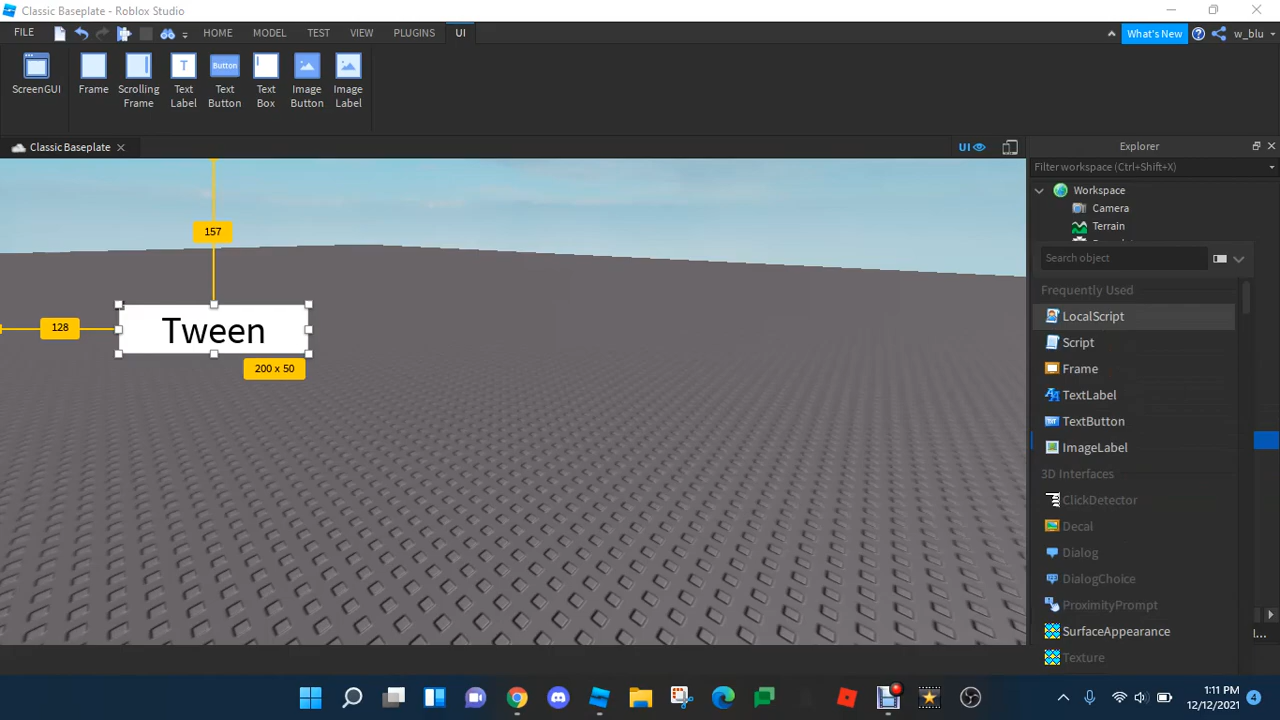 Classic Baseplate - Roblox Studio
FILE
HOME
MODEL
TEST
VIEW
PLUGINS
UI
What's New
w_blu
ScreenGUI
Frame
Scrolling
Frame
Text
Label
Button
Text
Button
Text
Box
Image
Button
Image
Label
Classic Baseplate
UI
Explorer
Filter workspace (Ctrl+Shift+X)
Workspace
Camera
Terrain
157
128
Tween
200 x 50
Search object
Frequently Used
LocalScript
Script
Frame
TextLabel
TextButton
ImageLabel
3D Interfaces
ClickDetector
Decal
Dialog
DialogChoice
ProximityPrompt
SurfaceAppearance
Texture
1:11 PM
12/12/2021
4